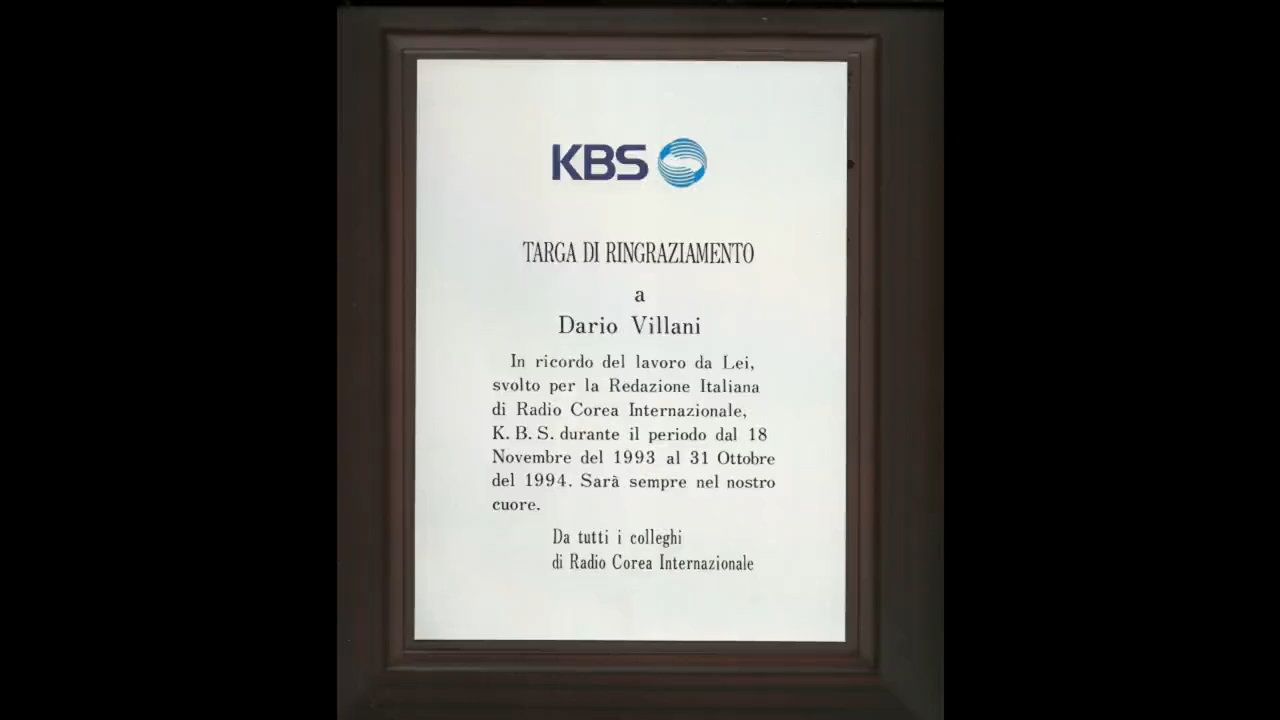 KBS
TARGA DI RINGRAZIAMENTO
a
Dario Villani
In ricordo del lavoro da Lei,
svolto per la Redazione Italiana
di Radio Corea Internazionale,
K. B. S. durante il periodo dal 18
Novembre del 1993 al 31 Ottobre
del 1994. Sarà sempre nel nostro
cuore.
Da tutti i colleghi
di Radio Corea Internazionale